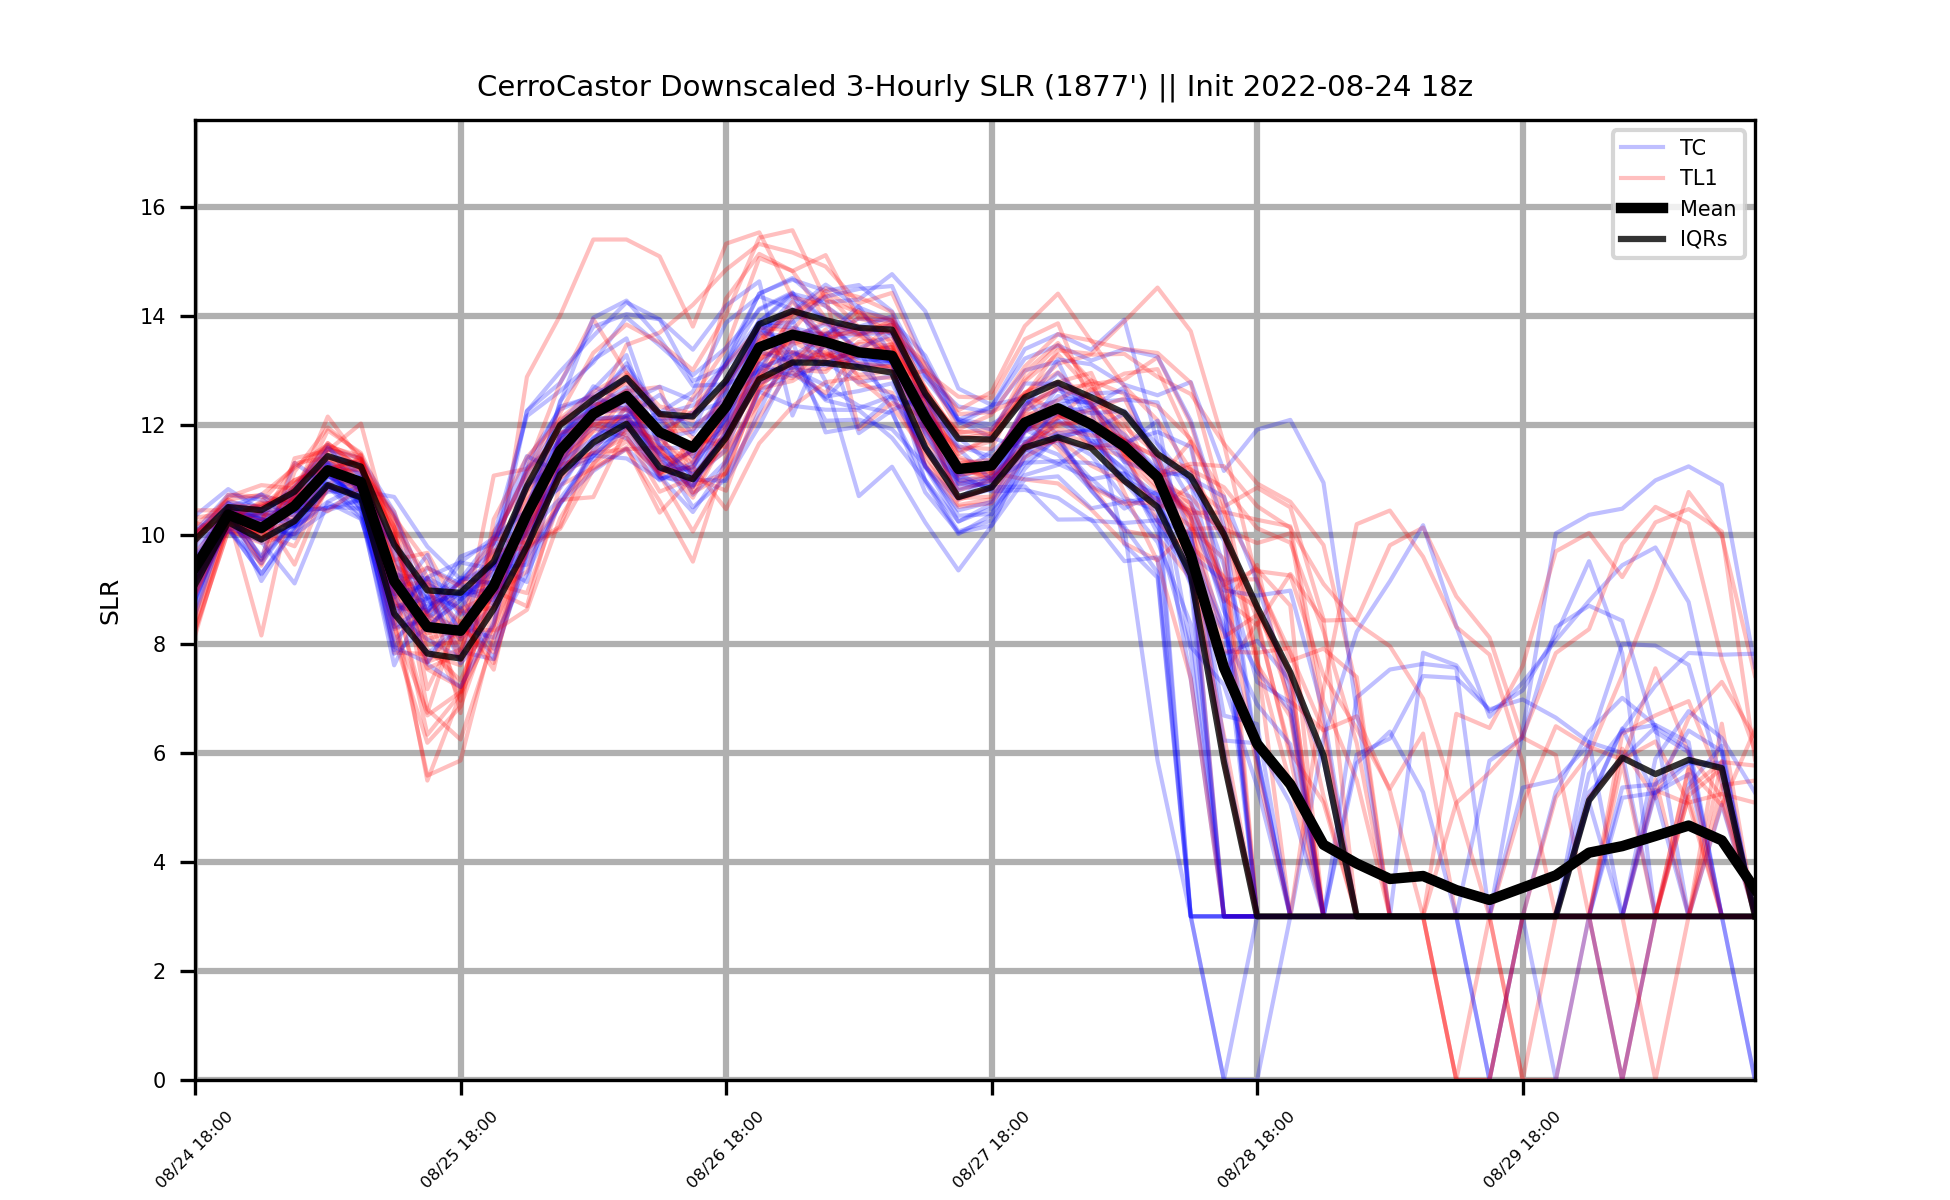 CerroCastor Downscaled 3-Hourly SLR (1877') || Init 2022-08-24 18z
TC
TL1
Mean
IQRs
SLR
16
14
12
10
8
6
4
2
0
08/24 18:00
08/25 18:00
08/26 18:00
08/27 18:00
08/28 18:00
08/29 18:00